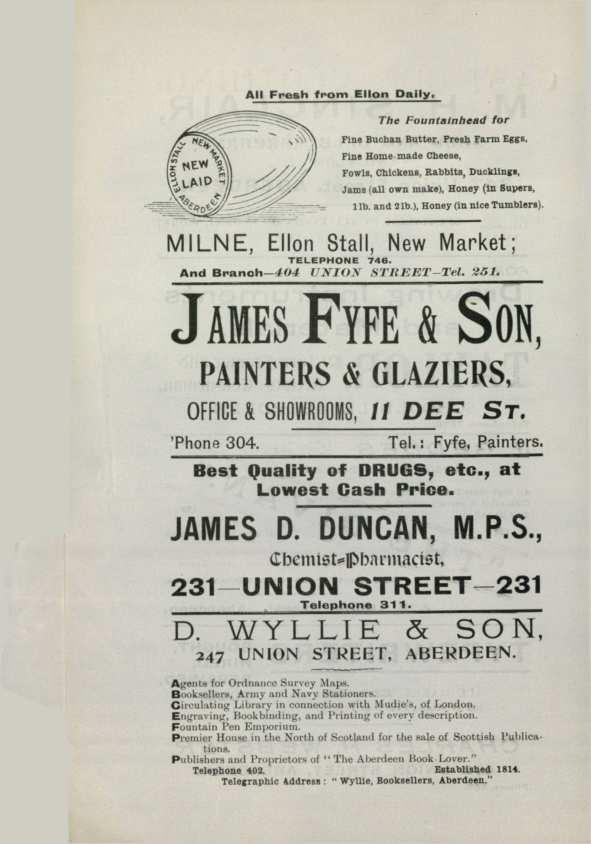 All Fresh from Ellon Daily.
NEW LAID
ELLON STALL NEW MARKET
ABERDEEN
The Fountainhead for
Fine Buchan Butter, Fresh Farm Eggs,
Fine Home-made Cheese,
Fowls, Chickens, Rabbits, Ducklings,
Jams (all own make), Honey (in Supers,
1lb. and 2lb.), Honey (in nice Tumblers).
MILNE, Ellon Stall, New Market;
TELEPHONE 746.
And Branch—404 UNION STREET—Tel. 251.
JAMES FYFE & SON,
PAINTERS & GLAZIERS,
OFFICE & SHOWROOMS, 11 DEE ST.
'Phone 304. Tel.: Fyfe, Painters.
Best Quality of DRUGS, etc., at
Lowest Cash Price.
JAMES D. DUNCAN, M.P.S.,
Chemist=Pharmacist,
231—UNION STREET—231
Telephone 311.
D. WYLLIE & SON,
247 UNION STREET, ABERDEEN.
Agents for Ordnance Survey Maps.
Booksellers, Army and Navy Stationers.
Circulating Library in connection with Mudie's, of London.
Engraving, Bookbinding, and Printing of every description.
Fountain Pen Emporium.
Premier House in the North of Scotland for the sale of Scottish Publica-
tions.
Publishers and Proprietors of "The Aberdeen Book-Lover."
Telephone 402. Established 1814.
Telegraphic Address: "Wyllie, Booksellers, Aberdeen."